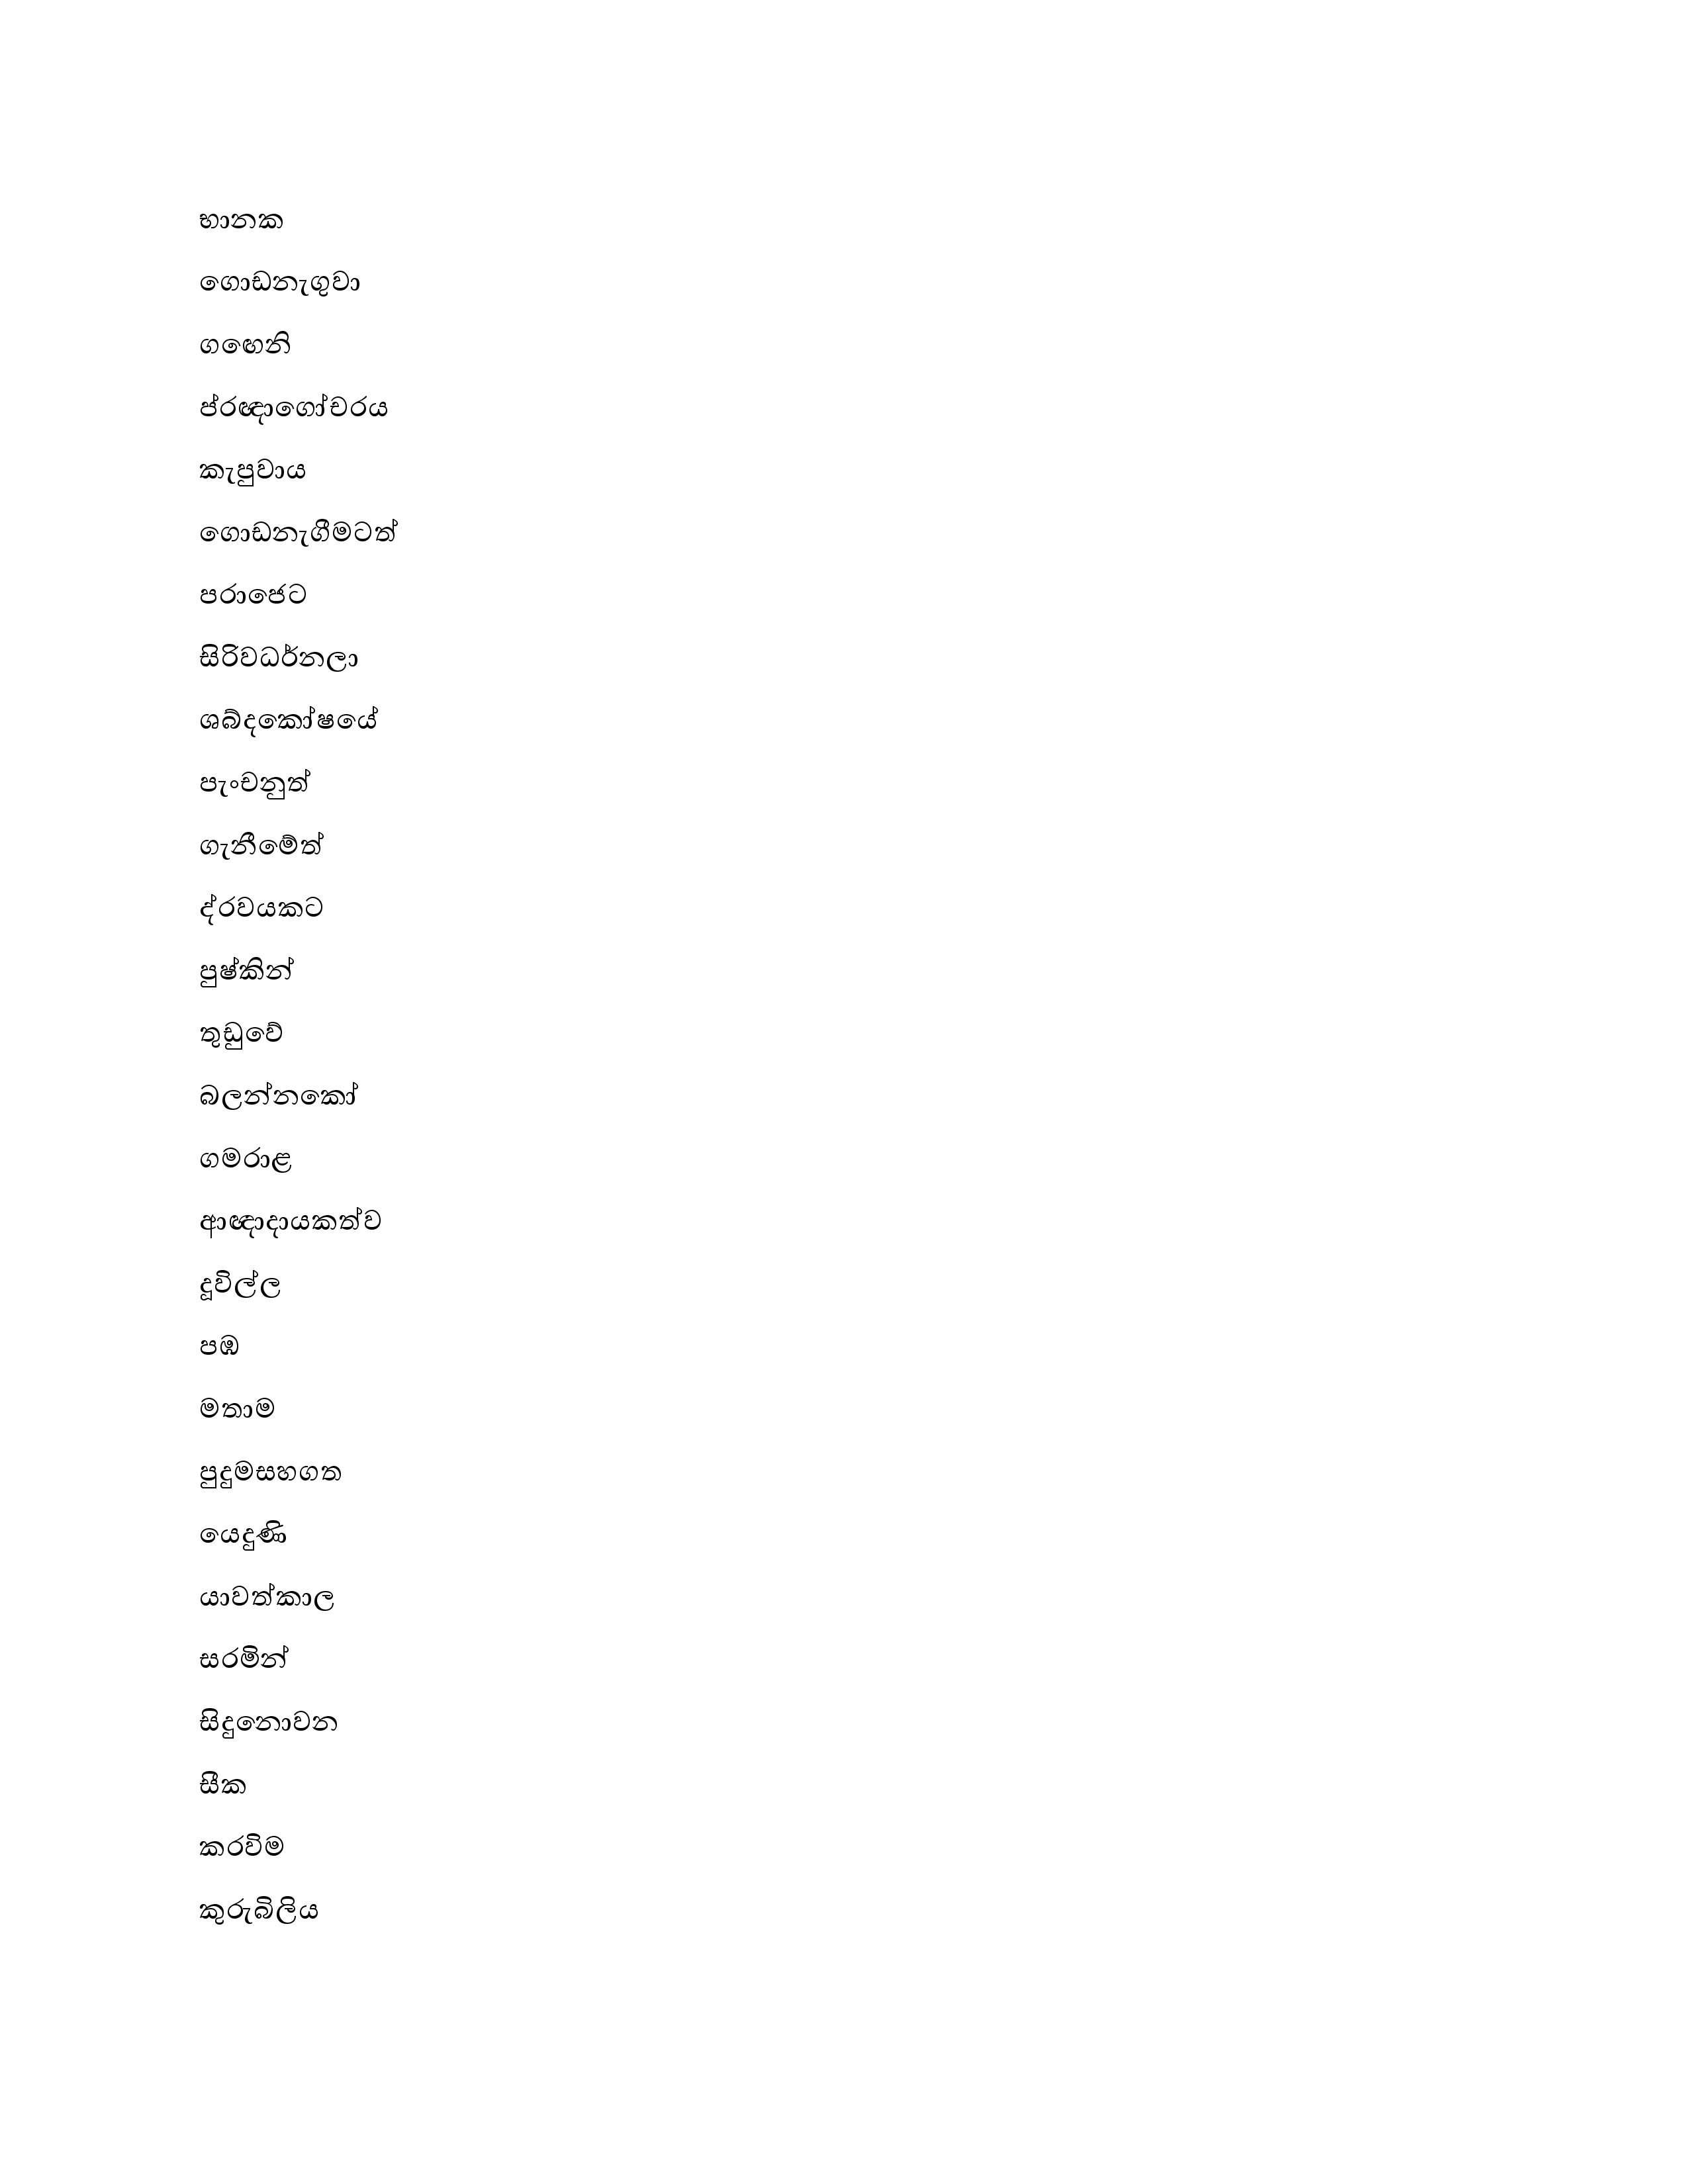 භානක
ගොඩනැගුවා
ගඟෙනි
ප්රඥාගෝචරය
කැපුවාය
ගොඩනැගීමටත්
පරාජෙට
සිරිවර්ධනලා
ශබ්දකෝෂයේ
පැංචනුත්
ගැනීමේත්
ද්රවයකට
පුෂ්කින්
තුඩුවේ
බලන්නකෝ
ගමරාළ
ආඥාදායකත්ව
දූවිල්ල
පඹ
මතාම
පුදුමසහගත
යෙදුණි
යාවත්කාල
සරමින්
සිදුනොවන
සීක
කරවිම
කුරුබිලිය